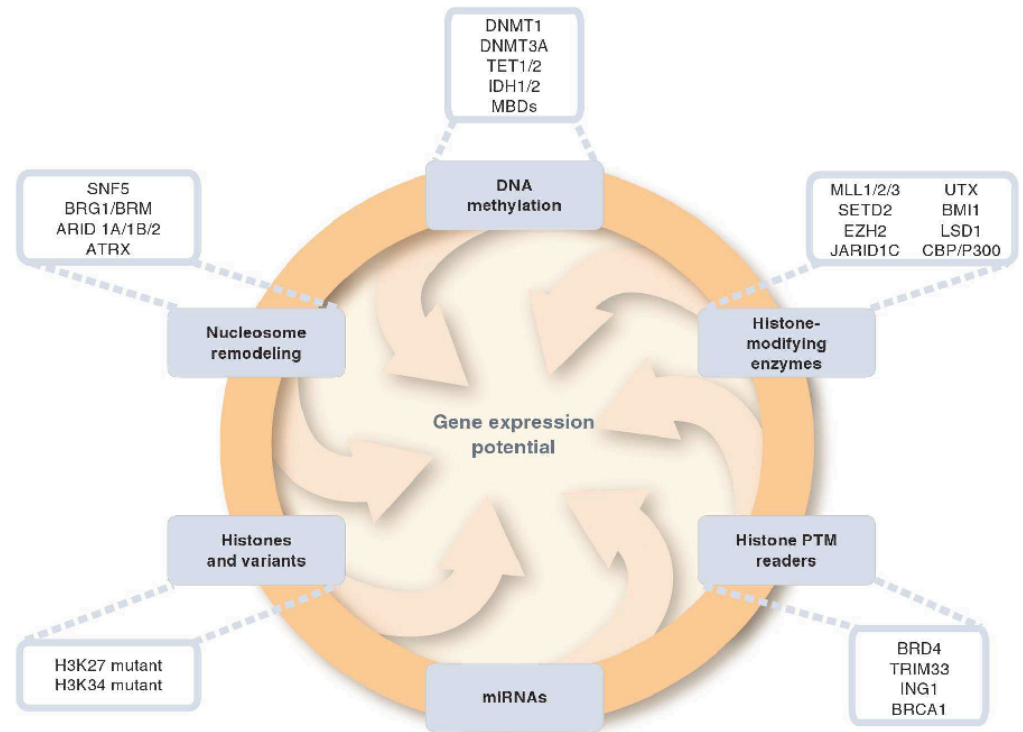 DNMT1
DNMT3A
TET1/2
IDH1/2
MBDs
DNA
methylation
SNF5
BRG1/BRM
ARID 1A/1B/2
ATRX
Nucleosome
remodeling
MLL1/2/3 UTX
SETD2 BMI1
EZH2 LSD1
JARID1C CBP/P300
Histone-
modifying
enzymes
Gene expression
potential
Histones
and variants
H3K27 mutant
H3K34 mutant
Histone PTM
readers
BRD4
TRIM33
ING1
BRCA1
miRNAs